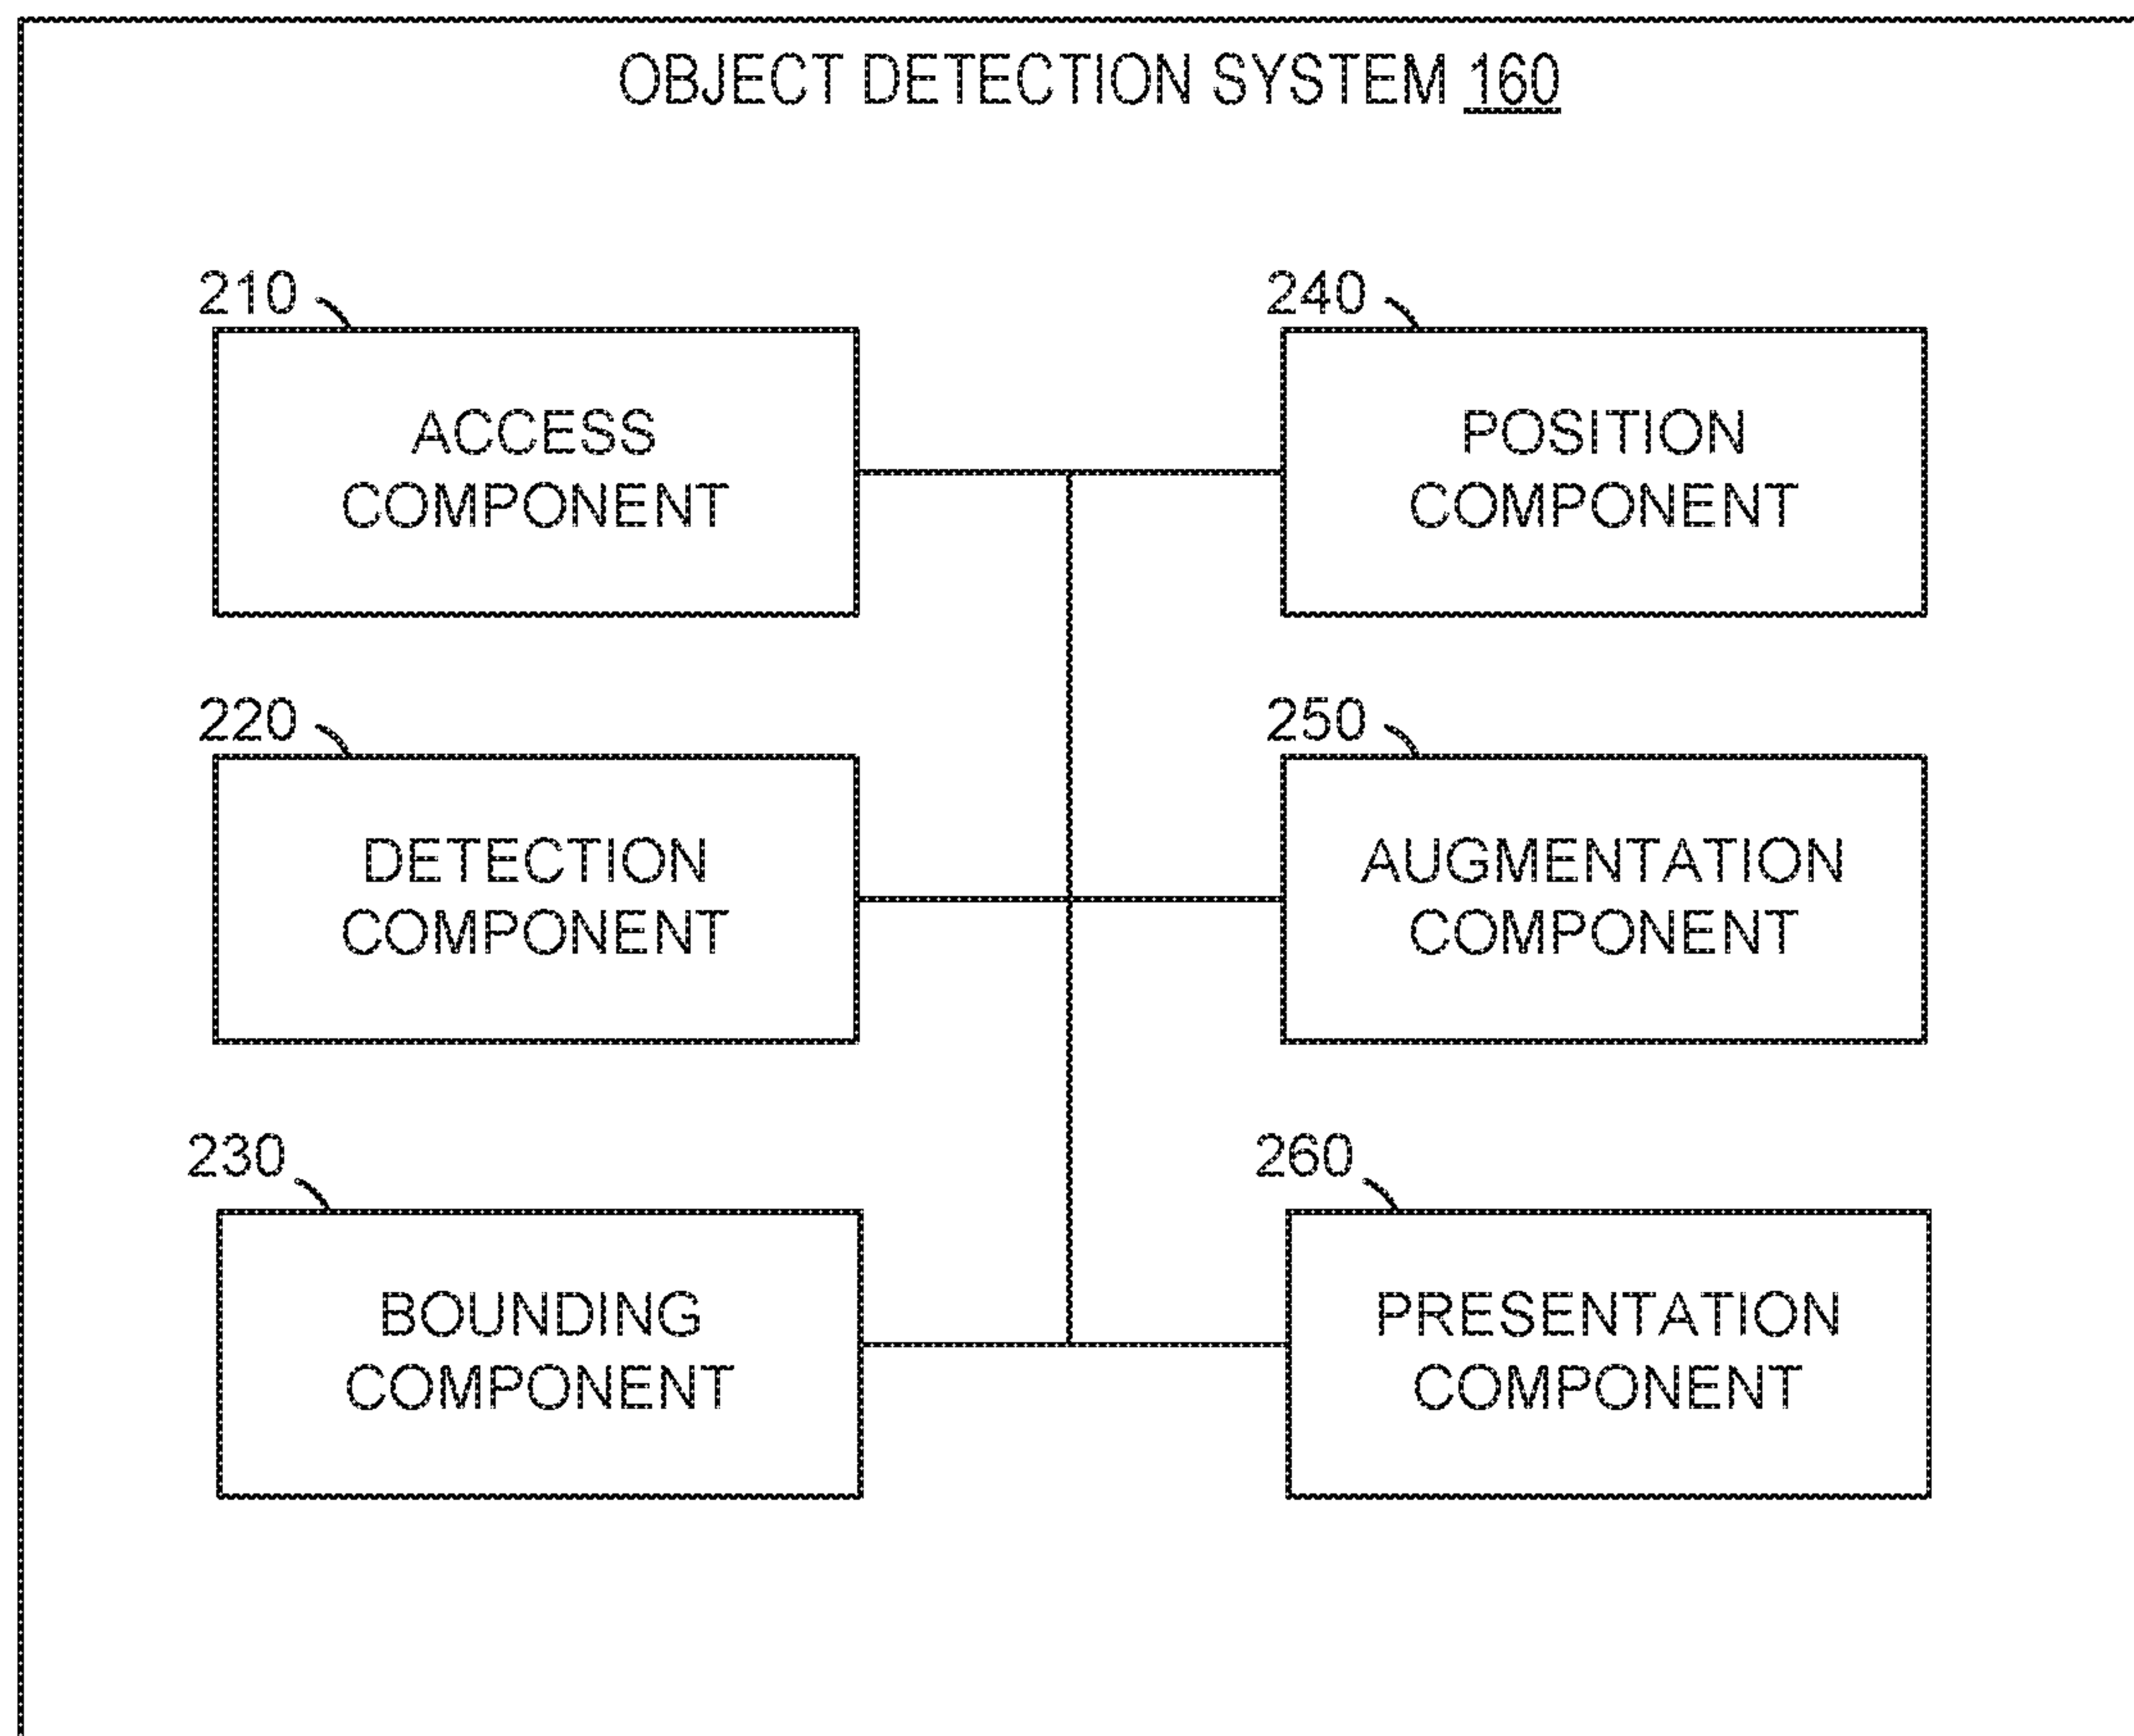 OBJECT DETECTION SYSTEM 160
210
ACCESS
COMPONENT
240
POSITION
COMPONENT
220
DETECTION
COMPONENT
250
AUGMENTATION
COMPONENT
230
BOUNDING
COMPONENT
260
PRESENTATION
COMPONENT